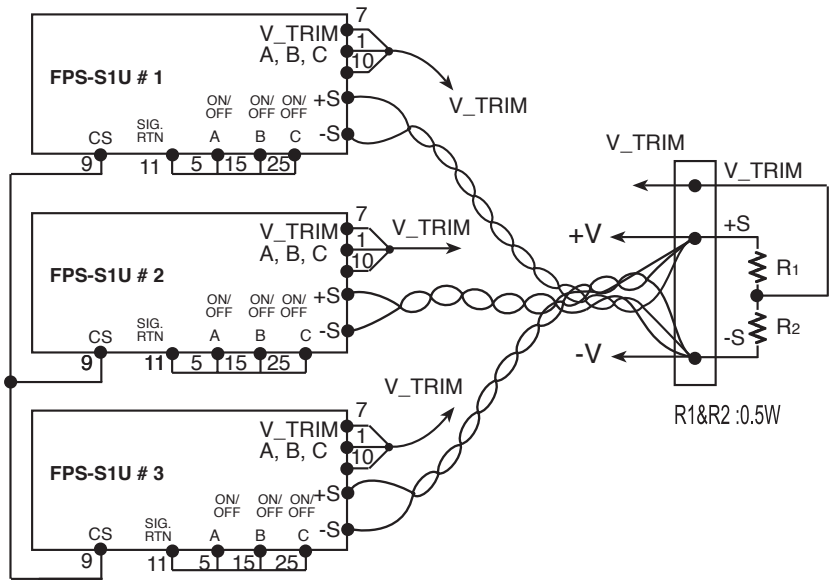 7
V_TRIM
1
A, B, C
10
V_TRIM
FPS-S1U # 1
ON/ OFF ON/ OFF ON/ OFF
+S
SIG. RTN
A B C
-S
CS
9 11 5 15 25
7
V_TRIM
1
A, B, C
10
V_TRIM
FPS-S1U # 2
ON/ OFF ON/ OFF ON/ OFF
+S
SIG. RTN
A B C
-S
CS
9 11 5 15 25
7
V_TRIM
1
A, B, C
10
V_TRIM
FPS-S1U # 3
ON/ OFF ON/ OFF ON/ OFF
+S
SIG. RTN
A B C
-S
CS
9 11 5 15 25
V_TRIM
V_TRIM
+V
+S
R1
R2
-S
-V
R1&R2 :0.5W